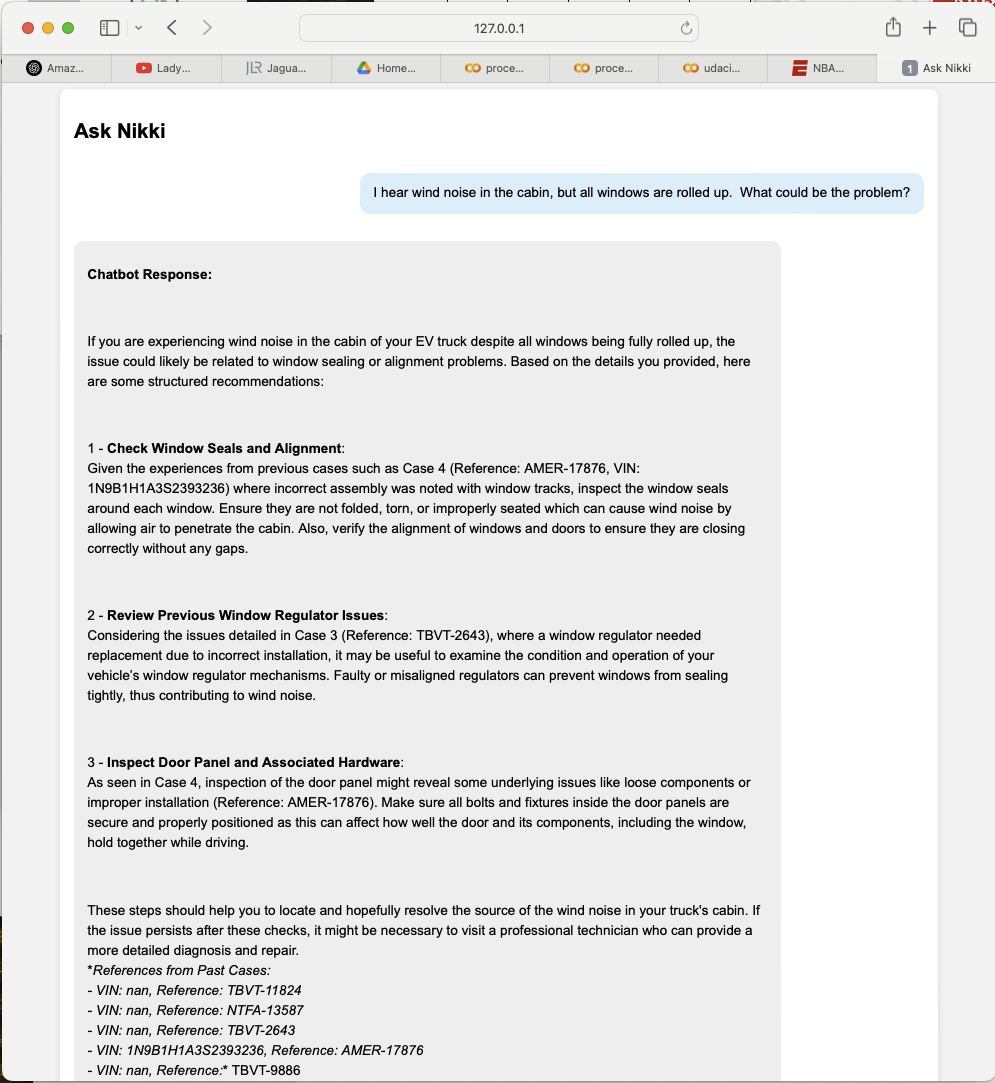 127.0.0.1
Amaz...
Lady...
JLR Jagua...
Home...
proce...
proce...
udaci...
NBA...
1 Ask Nikki
Ask Nikki
I hear wind noise in the cabin, but all windows are rolled up.  What could be the problem?
Chatbot Response:
If you are experiencing wind noise in the cabin of your EV truck despite all windows being fully rolled up, the
issue could likely be related to window sealing or alignment problems. Based on the details you provided, here
are some structured recommendations:
1 - Check Window Seals and Alignment:
Given the experiences from previous cases such as Case 4 (Reference: AMER-17876, VIN:
1N9B1H1A3S2393236) where incorrect assembly was noted with window tracks, inspect the window seals
around each window. Ensure they are not folded, torn, or improperly seated which can cause wind noise by
allowing air to penetrate the cabin. Also, verify the alignment of windows and doors to ensure they are closing
correctly without any gaps.
2 - Review Previous Window Regulator Issues:
Considering the issues detailed in Case 3 (Reference: TBVT-2643), where a window regulator needed
replacement due to incorrect installation, it may be useful to examine the condition and operation of your
vehicle's window regulator mechanisms. Faulty or misaligned regulators can prevent windows from sealing
tightly, thus contributing to wind noise.
3 - Inspect Door Panel and Associated Hardware:
As seen in Case 4, inspection of the door panel might reveal some underlying issues like loose components or
improper installation (Reference: AMER-17876). Make sure all bolts and fixtures inside the door panels are
secure and properly positioned as this can affect how well the door and its components, including the window,
hold together while driving.
These steps should help you to locate and hopefully resolve the source of the wind noise in your truck's cabin. If
the issue persists after these checks, it might be necessary to visit a professional technician who can provide a
more detailed diagnosis and repair.
*References from Past Cases:
- VIN: nan, Reference: TBVT-11824
- VIN: nan, Reference: NTFA-13587
- VIN: nan, Reference: TBVT-2643
- VIN: 1N9B1H1A3S2393236, Reference: AMER-17876
- VIN: nan, Reference:* TBVT-9886